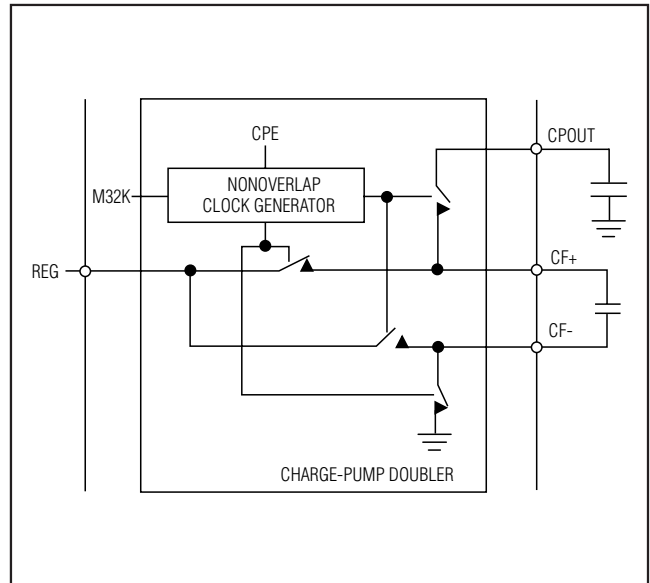 CPE
CPOUT
M32K
NONOVERLAP
CLOCK GENERATOR
REG
CF+
CF-
CHARGE-PUMP DOUBLER